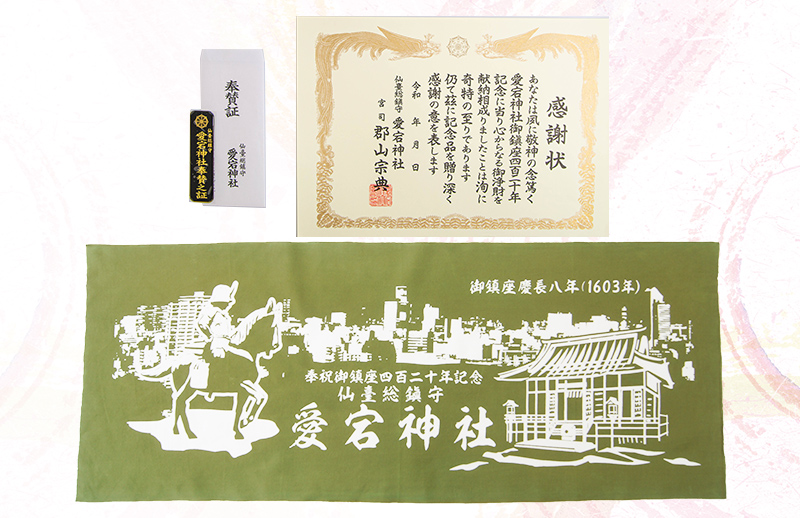 奉賛証
仙臺総鎮守
愛宕神社
仙臺総鎮守
愛宕神社奉賛之証
感謝状
あなたは夙に敬神の念篤く
愛宕神社御鎮座四百二十年
記念に当り心からなる御浄財を
献納相成りましたことは洵に
奇特の至りであります
仍て茲に記念品を贈り深く
感謝の意を表します
令和　年　月　日
仙臺総鎮守 愛宕神社
宮司 郡山宗典
御鎮座慶長八年(1603年)
奉祝御鎮座四百二十年記念
仙臺総鎮守
愛宕神社